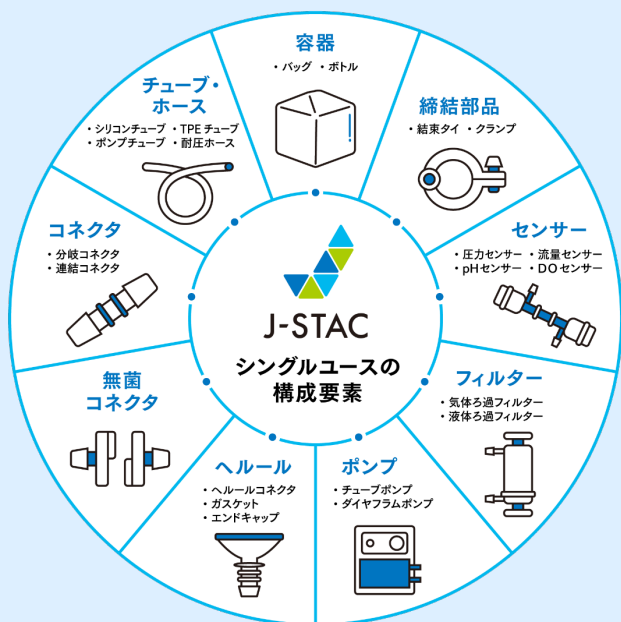 容器
・バッグ ・ボトル
締結部品
・結束タイ ・クランプ
センサー
・圧力センサー ・流量センサー
・pHセンサー ・DOセンサー
フィルター
・気体ろ過フィルター
・液体ろ過フィルター
ポンプ
・チューブポンプ
・ダイヤフラムポンプ
ヘルール
・ヘルールコネクタ
・ガスケット
・エンドキャップ
無菌
コネクタ
コネクタ
・分岐コネクタ
・連結コネクタ
チューブ・
ホース
・シリコンチューブ ・TPEチューブ
・ポンプチューブ ・耐圧ホース
J-STAC
シングルユースの
構成要素